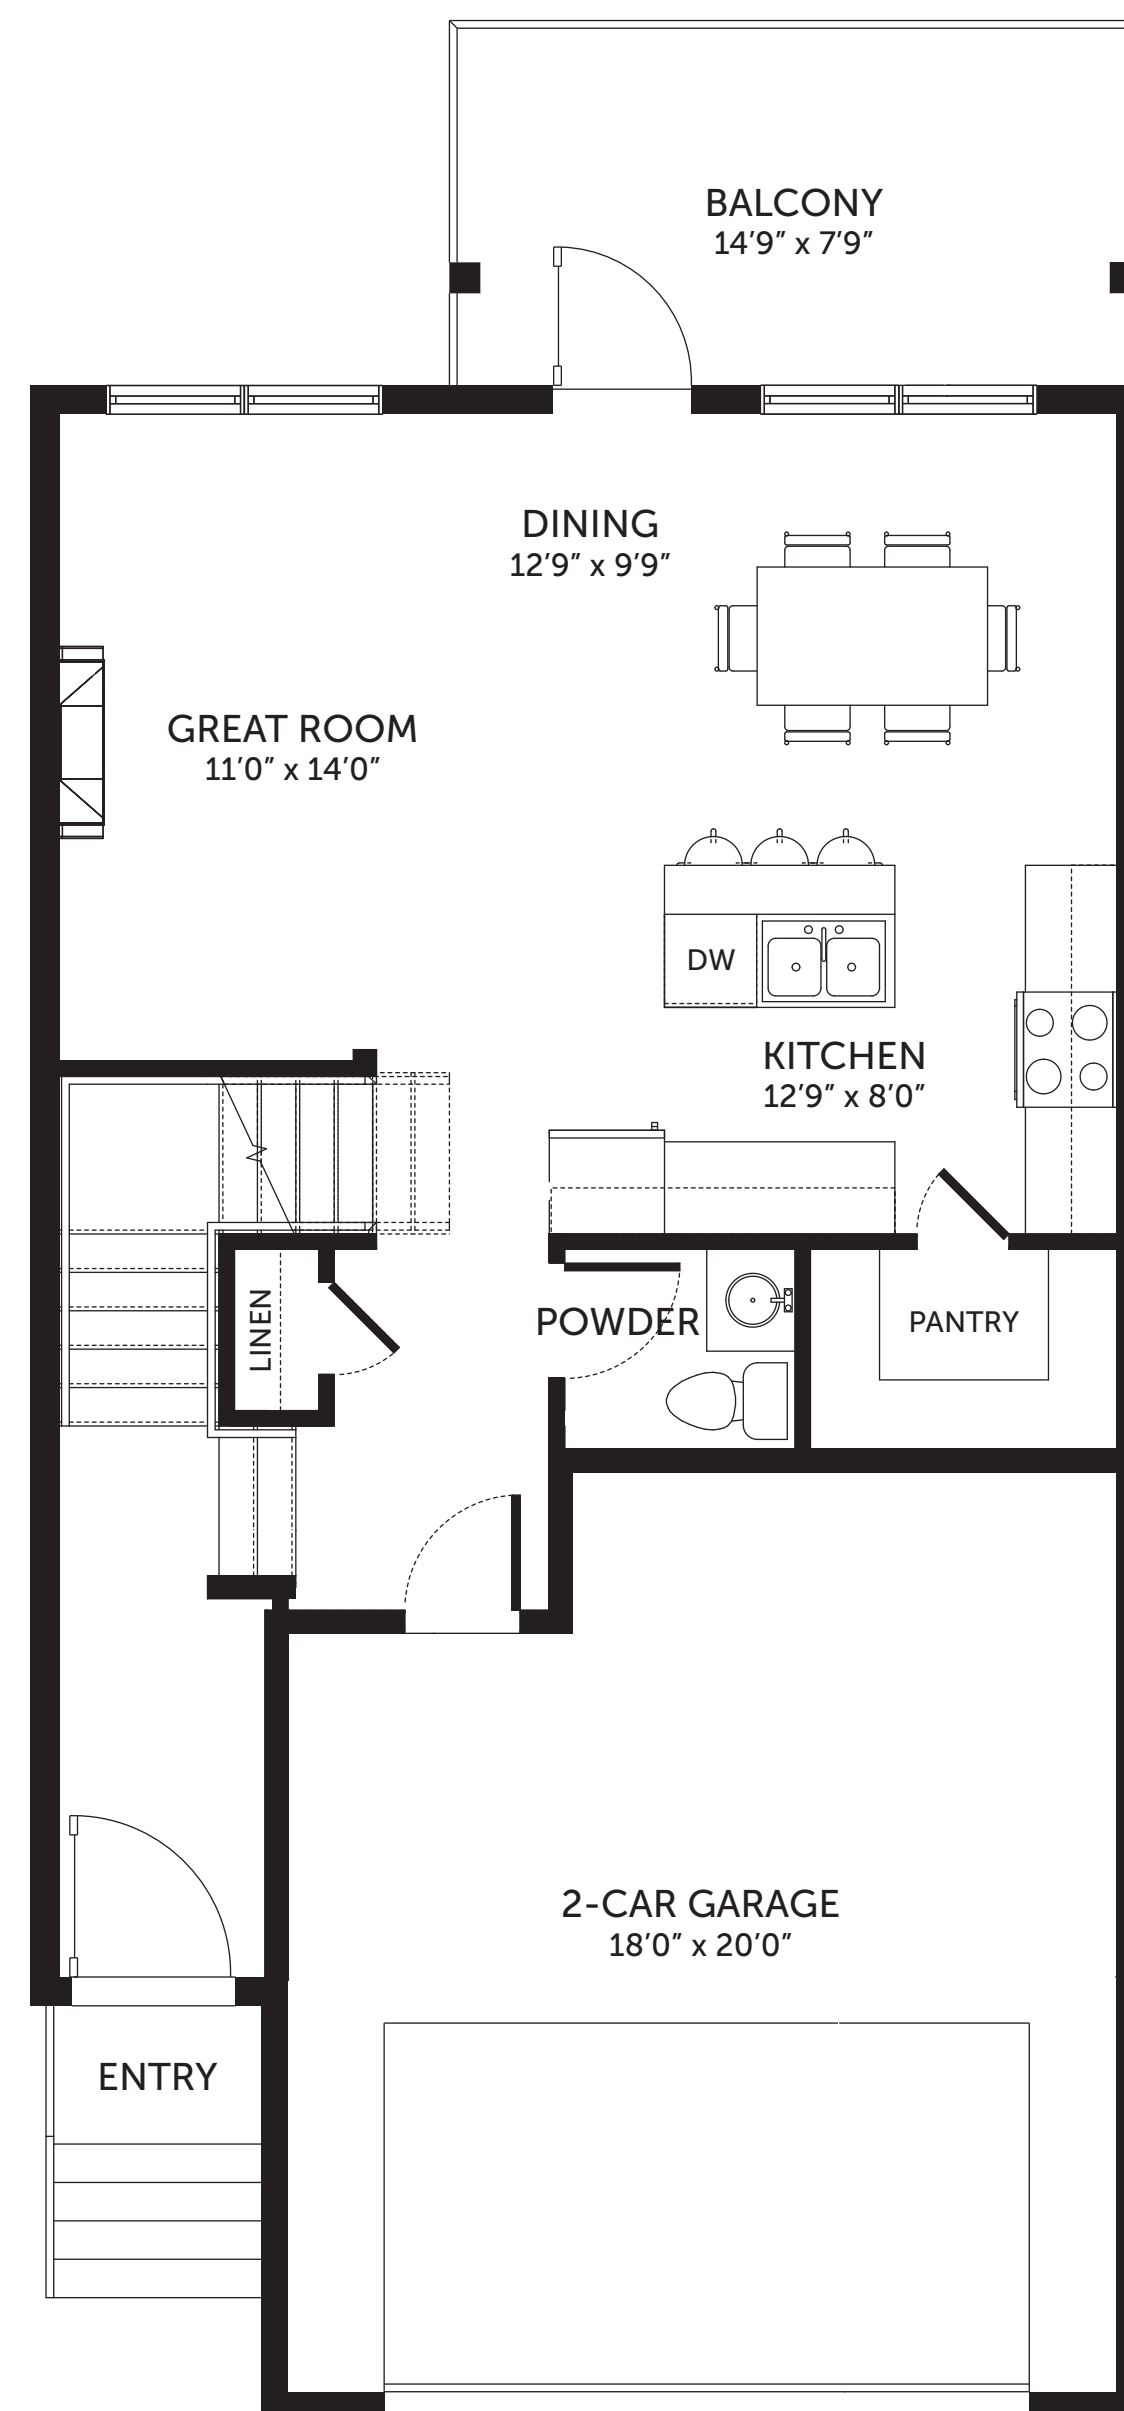 BALCONY
14’9” x 7’9”
DINING
12’9” x 9’9”
GREAT ROOM
11’0” x 14’0”
DW
KITCHEN
12’9” x 8’0”
LINEN
POWDER
PANTRY
2-CAR GARAGE
18’0” x 20’0”
ENTRY